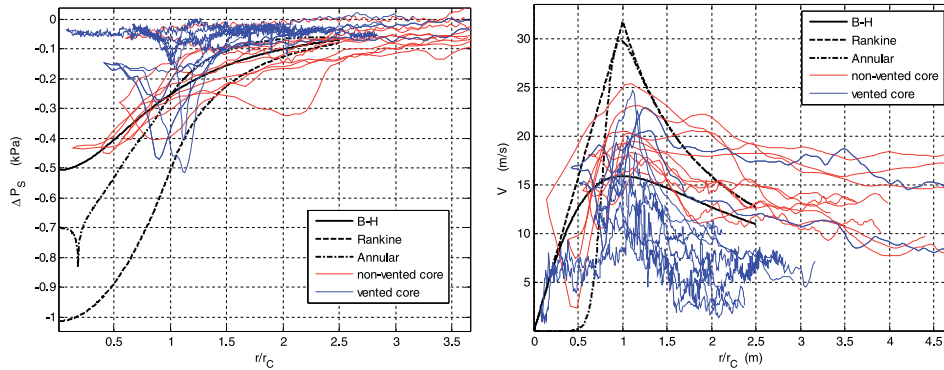 0
-0.1
-0.2
-0.3
-0.4
-0.5
-0.6
-0.7
-0.8
-0.9
-1
Δ P_S (kPa)
0.5 1 1.5 2 2.5 3 3.5
r/r_C
B-H
Rankine
Annular
non-vented core
vented core
30
25
20
15
10
5
V (m/s)
0 0.5 1 1.5 2 2.5 3 3.5 4 4.5
r/r_C (m)
B-H
Rankine
Annular
non-vented core
vented core